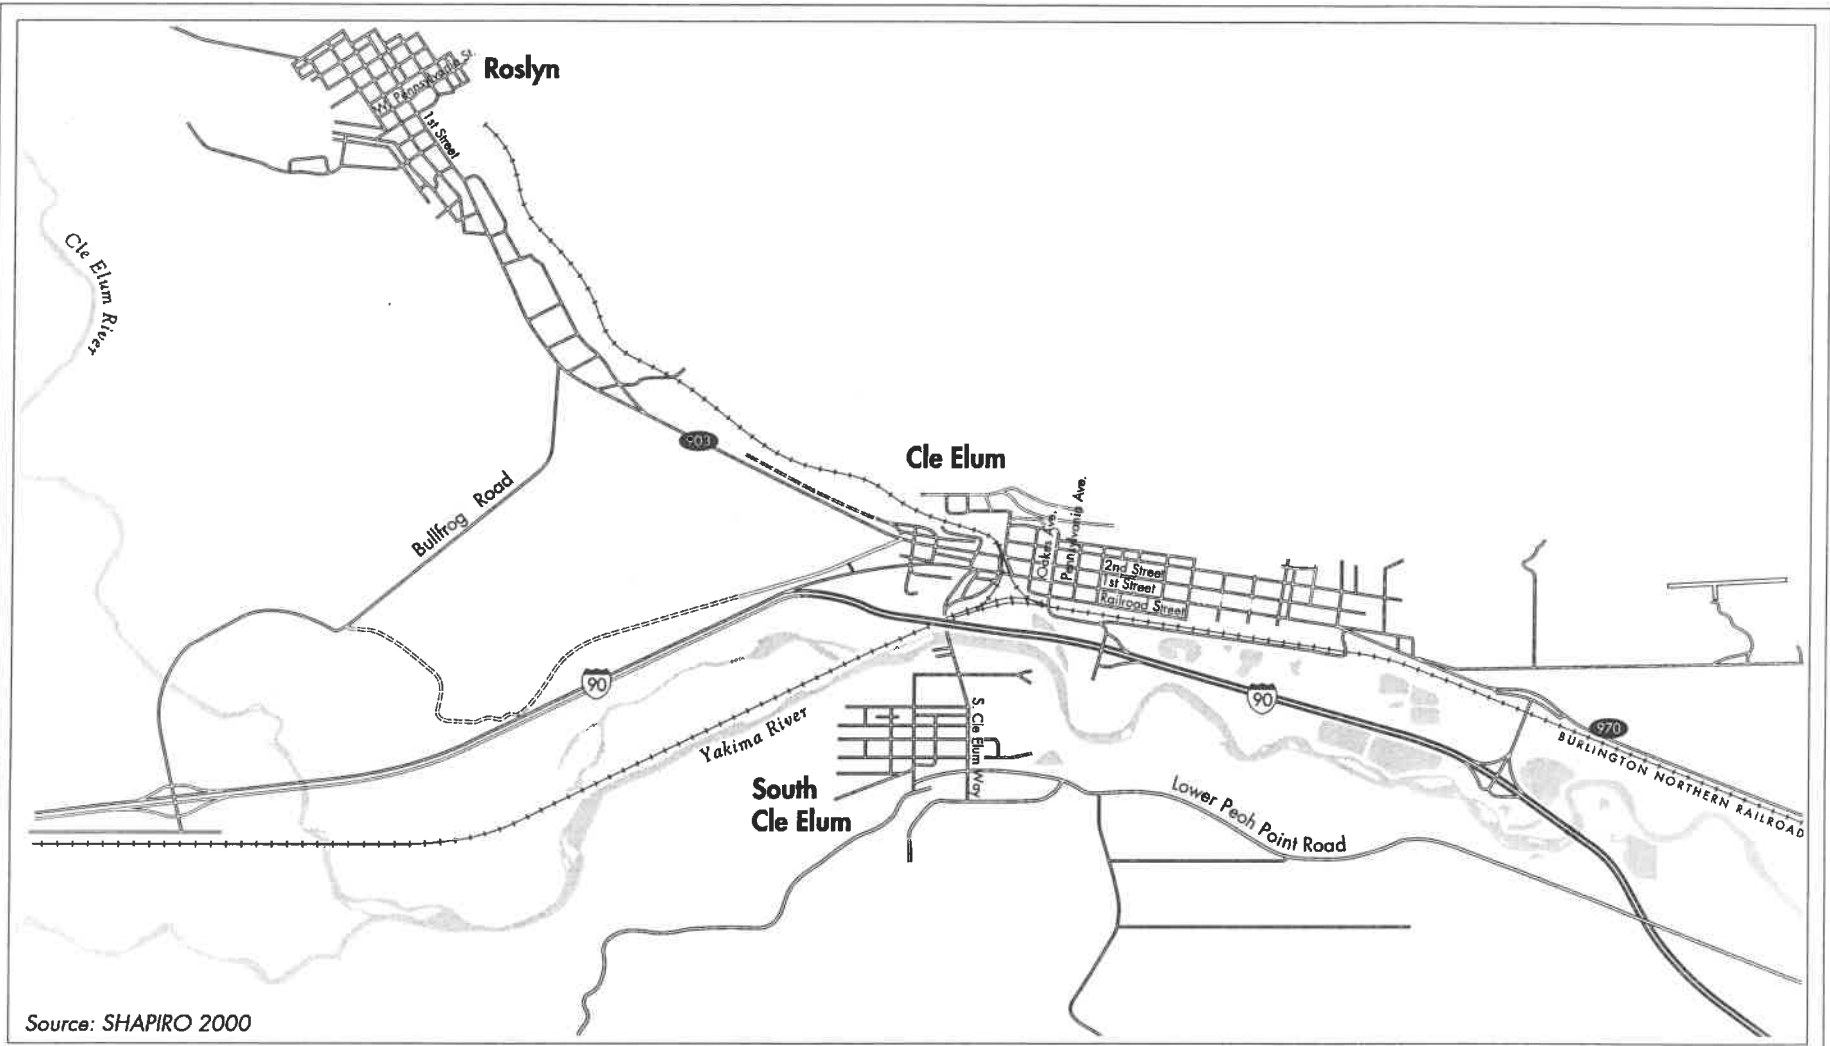 Roslyn
W. Pennsylvania St.
1st Street
Cle Elum River
903
Cle Elum
Bullfrog Road
Oakes Ave.
Pennsylvania Ave.
2nd Street
1st Street
Railroad Street
90
90
S. Cle Elum Way
Yakima River
970
BURLINGTON NORTHERN RAILROAD
South
Cle Elum
Lower Peoh Point Road
Source: SHAPIRO 2000